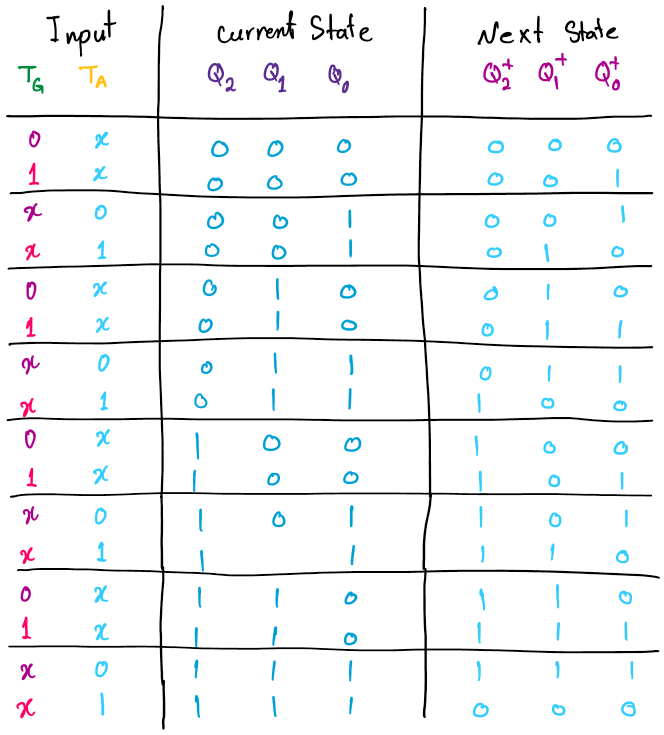 Input Current State Next State
T_G T_A Q_2 Q_1 Q_0 Q_2^+ Q_1^+ Q_0^+
0 x 0 0 0 0 0 0
1 x 0 0 0 0 0 1
x 0 0 0 1 0 0 1
x 1 0 0 1 0 1 0
0 x 0 1 0 0 1 0
1 x 0 1 0 0 1 1
x 0 0 1 1 0 1 1
x 1 0 1 1 1 0 0
0 x 1 0 0 1 0 0
1 x 1 0 0 1 0 1
x 0 1 0 1 1 0 1
x 1 1 1 1 1 0
0 x 1 1 0 1 1 0
1 x 1 1 0 1 1 1
x 0 1 1 1 1 1 1
x 1 1 1 1 0 0 0